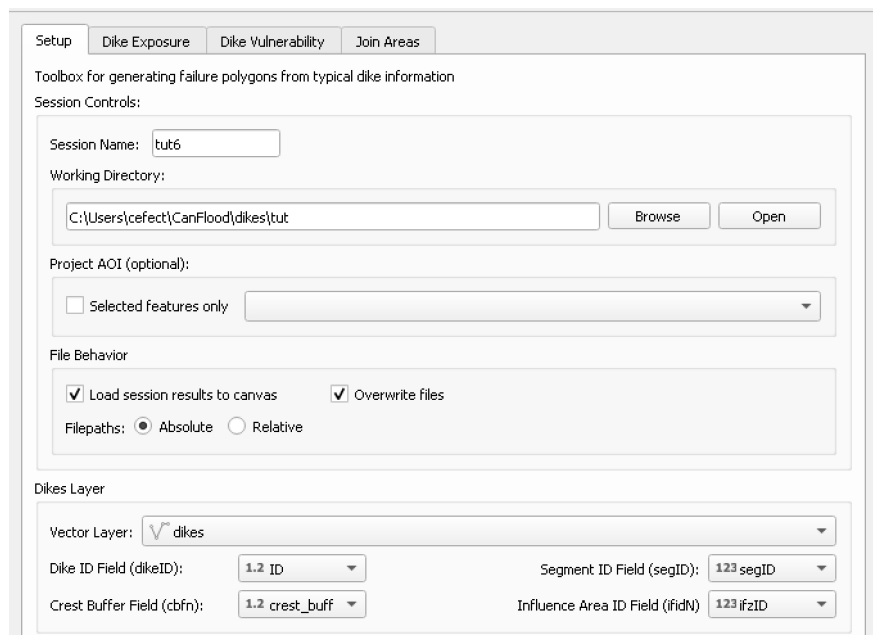 Setup Dike Exposure Dike Vulnerability Join Areas
Toolbox for generating failure polygons from typical dike information
Session Controls:
Session Name: tut6
Working Directory:
C:\Users\cefect\CanFlood\dikes\tut Browse Open
Project AOI (optional):
Selected features only
File Behavior
Load session results to canvas Overwrite files
Filepaths: Absolute Relative
Dikes Layer
Vector Layer: dikes
Dike ID Field (dikeID): 1.2 ID Segment ID Field (segID): 123 segID
Crest Buffer Field (cbfn): 1.2 crest_buff Influence Area ID Field (ifidN) 123 ifzID